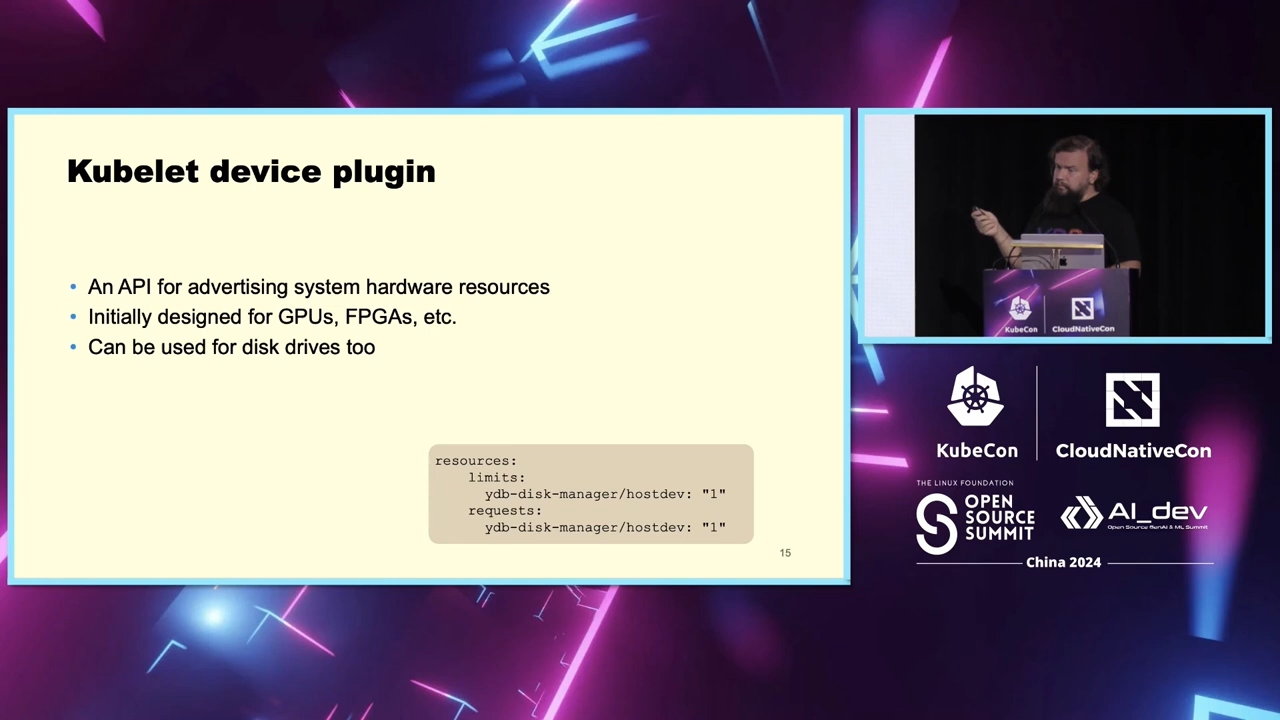 Kubelet device plugin
• An API for advertising system hardware resources
• Initially designed for GPUs, FPGAs, etc.
• Can be used for disk drives too
resources:
limits:
ydb-disk-manager/hostdev: "1"
requests:
ydb-disk-manager/hostdev: "1"
15
KubeCon
CloudNativeCon
KubeCon
CloudNativeCon
THE LINUX FOUNDATION
OPEN
SOURCE
SUMMIT
AI_dev
Open Source GenAI & ML Summit
China 2024